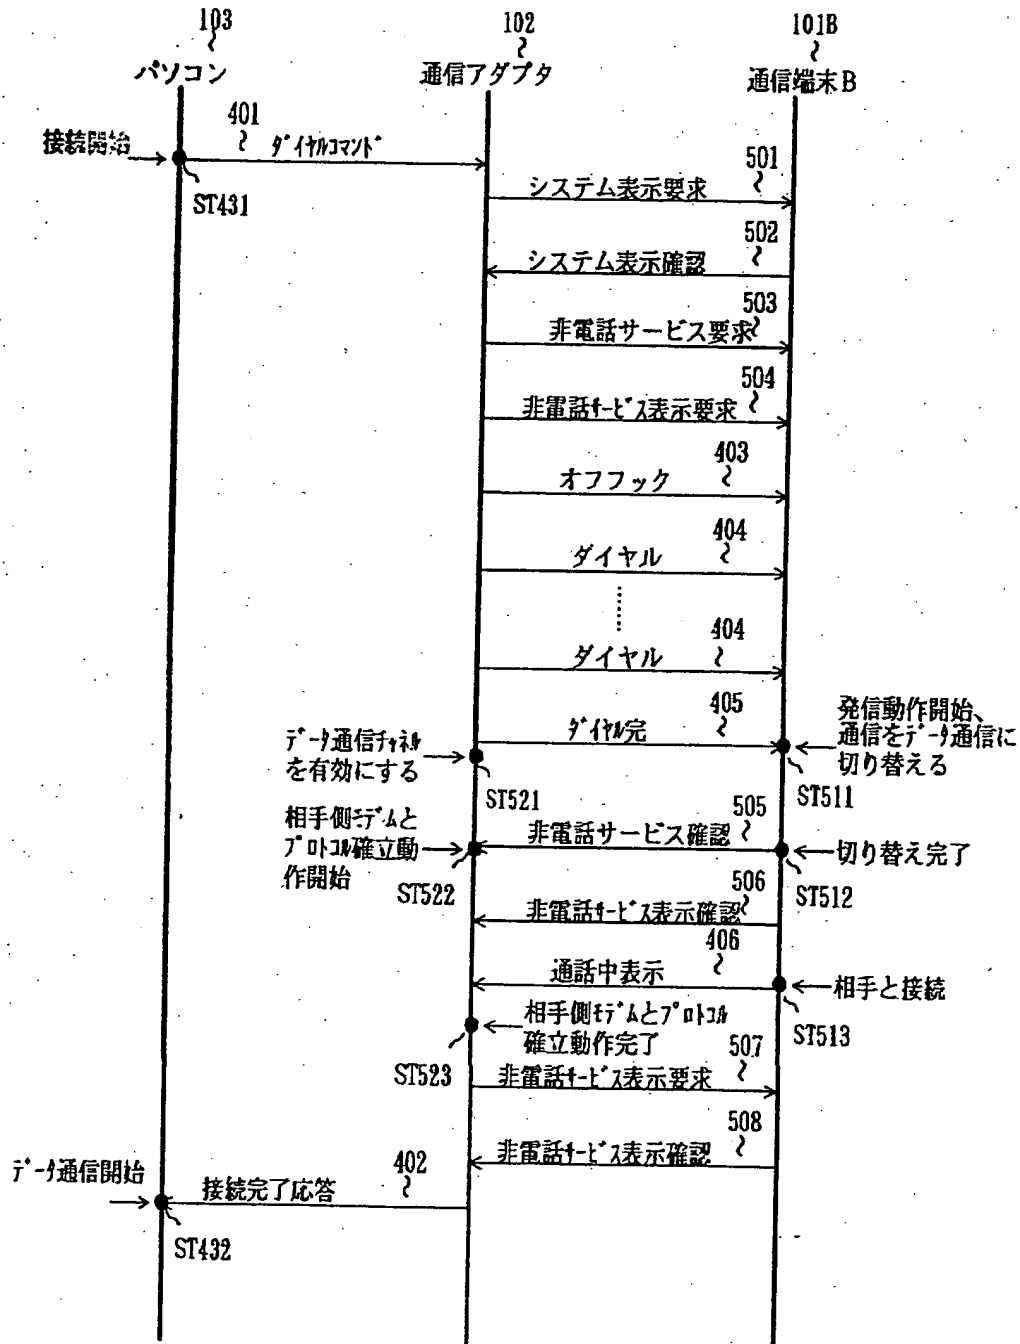 103
102
101B
パソコン
通信アダプタ
通信端末B
401
接続開始
ダイヤルコマンド
ST431
501
システム表示要求
502
システム表示確認
503
非電話サービス要求
504
非電話サービス表示要求
403
オフフック
404
ダイヤル
404
ダイヤル
405
ダイヤル完
発信動作開始、
通信をデータ通信に
切り替える
データ通信チャネル
を有効にする
ST521
ST511
相手側モデムと
プロトコル確立動
作開始
505
非電話サービス確認
切り替え完了
ST522
ST512
506
非電話サービス表示確認
406
通話中表示
相手と接続
ST513
相手側モデムとプロトコル
確立動作完了
ST523
507
非電話サービス表示要求
508
非電話サービス表示確認
データ通信開始
402
接続完了応答
ST432